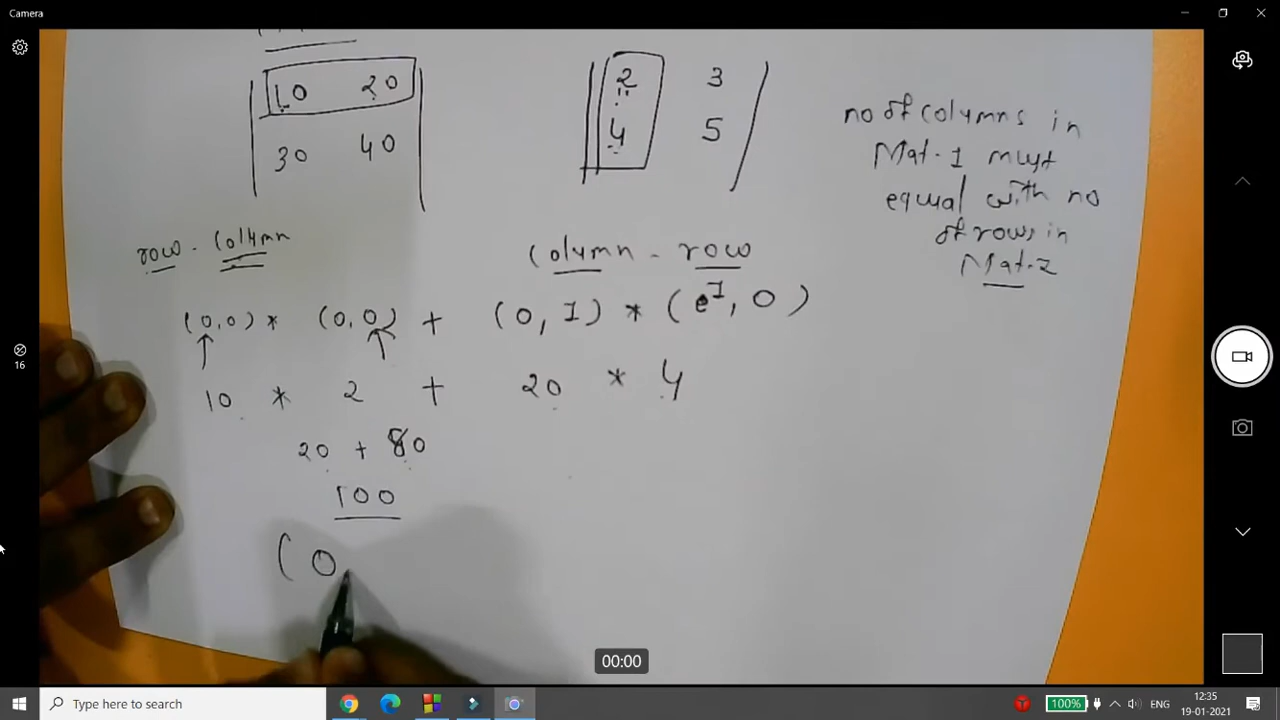 Camera
10 20
30 40
2 3
4 5
no of columns in
Mat-1 must
equal with no
of rows in
Mat-2
row - column
column - row
(0,0) * (0,0) + (0,1) * (1,0)
10 * 2 + 20 * 4
20 + 80
100
(0
16
00:00
Type here to search
100%
ENG
12:35
19-01-2021